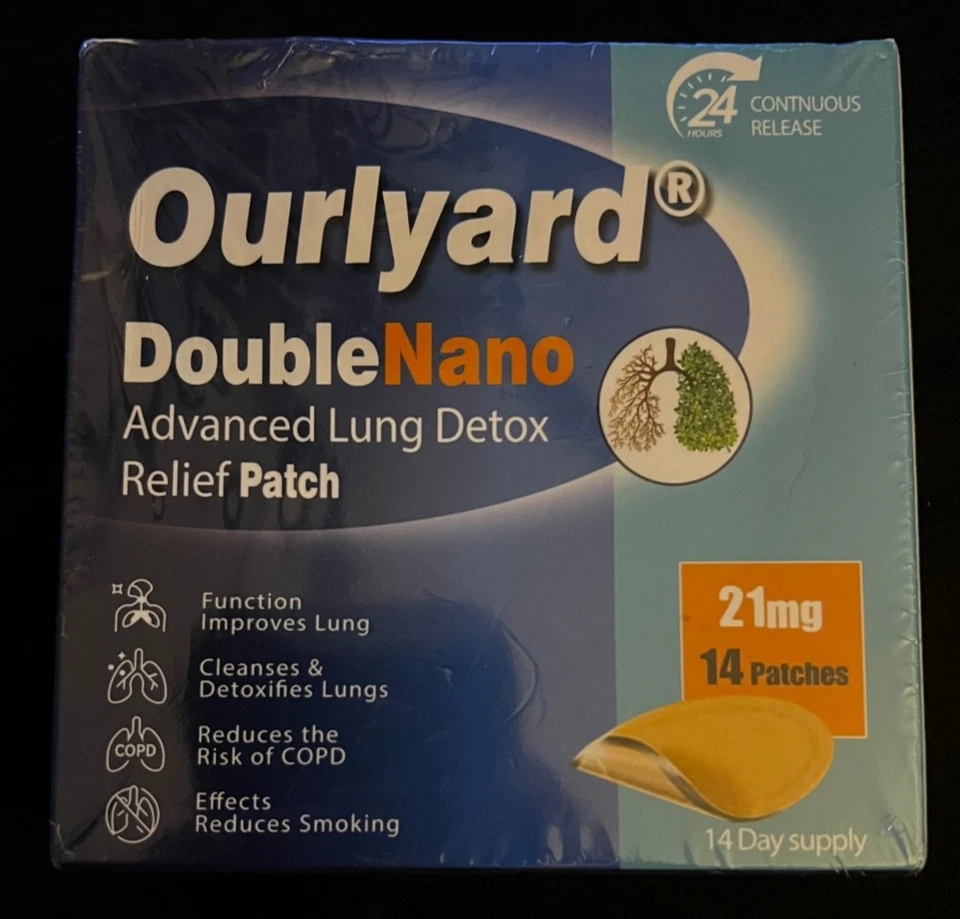 24 HOURS
CONTNUOUS
RELEASE
Ourlyard®
DoubleNano
Advanced Lung Detox
Relief Patch
Function
Improves Lung
Cleanses &
Detoxifies Lungs
COPD
Reduces the
Risk of COPD
Effects
Reduces Smoking
21mg
14 Patches
14 Day supply